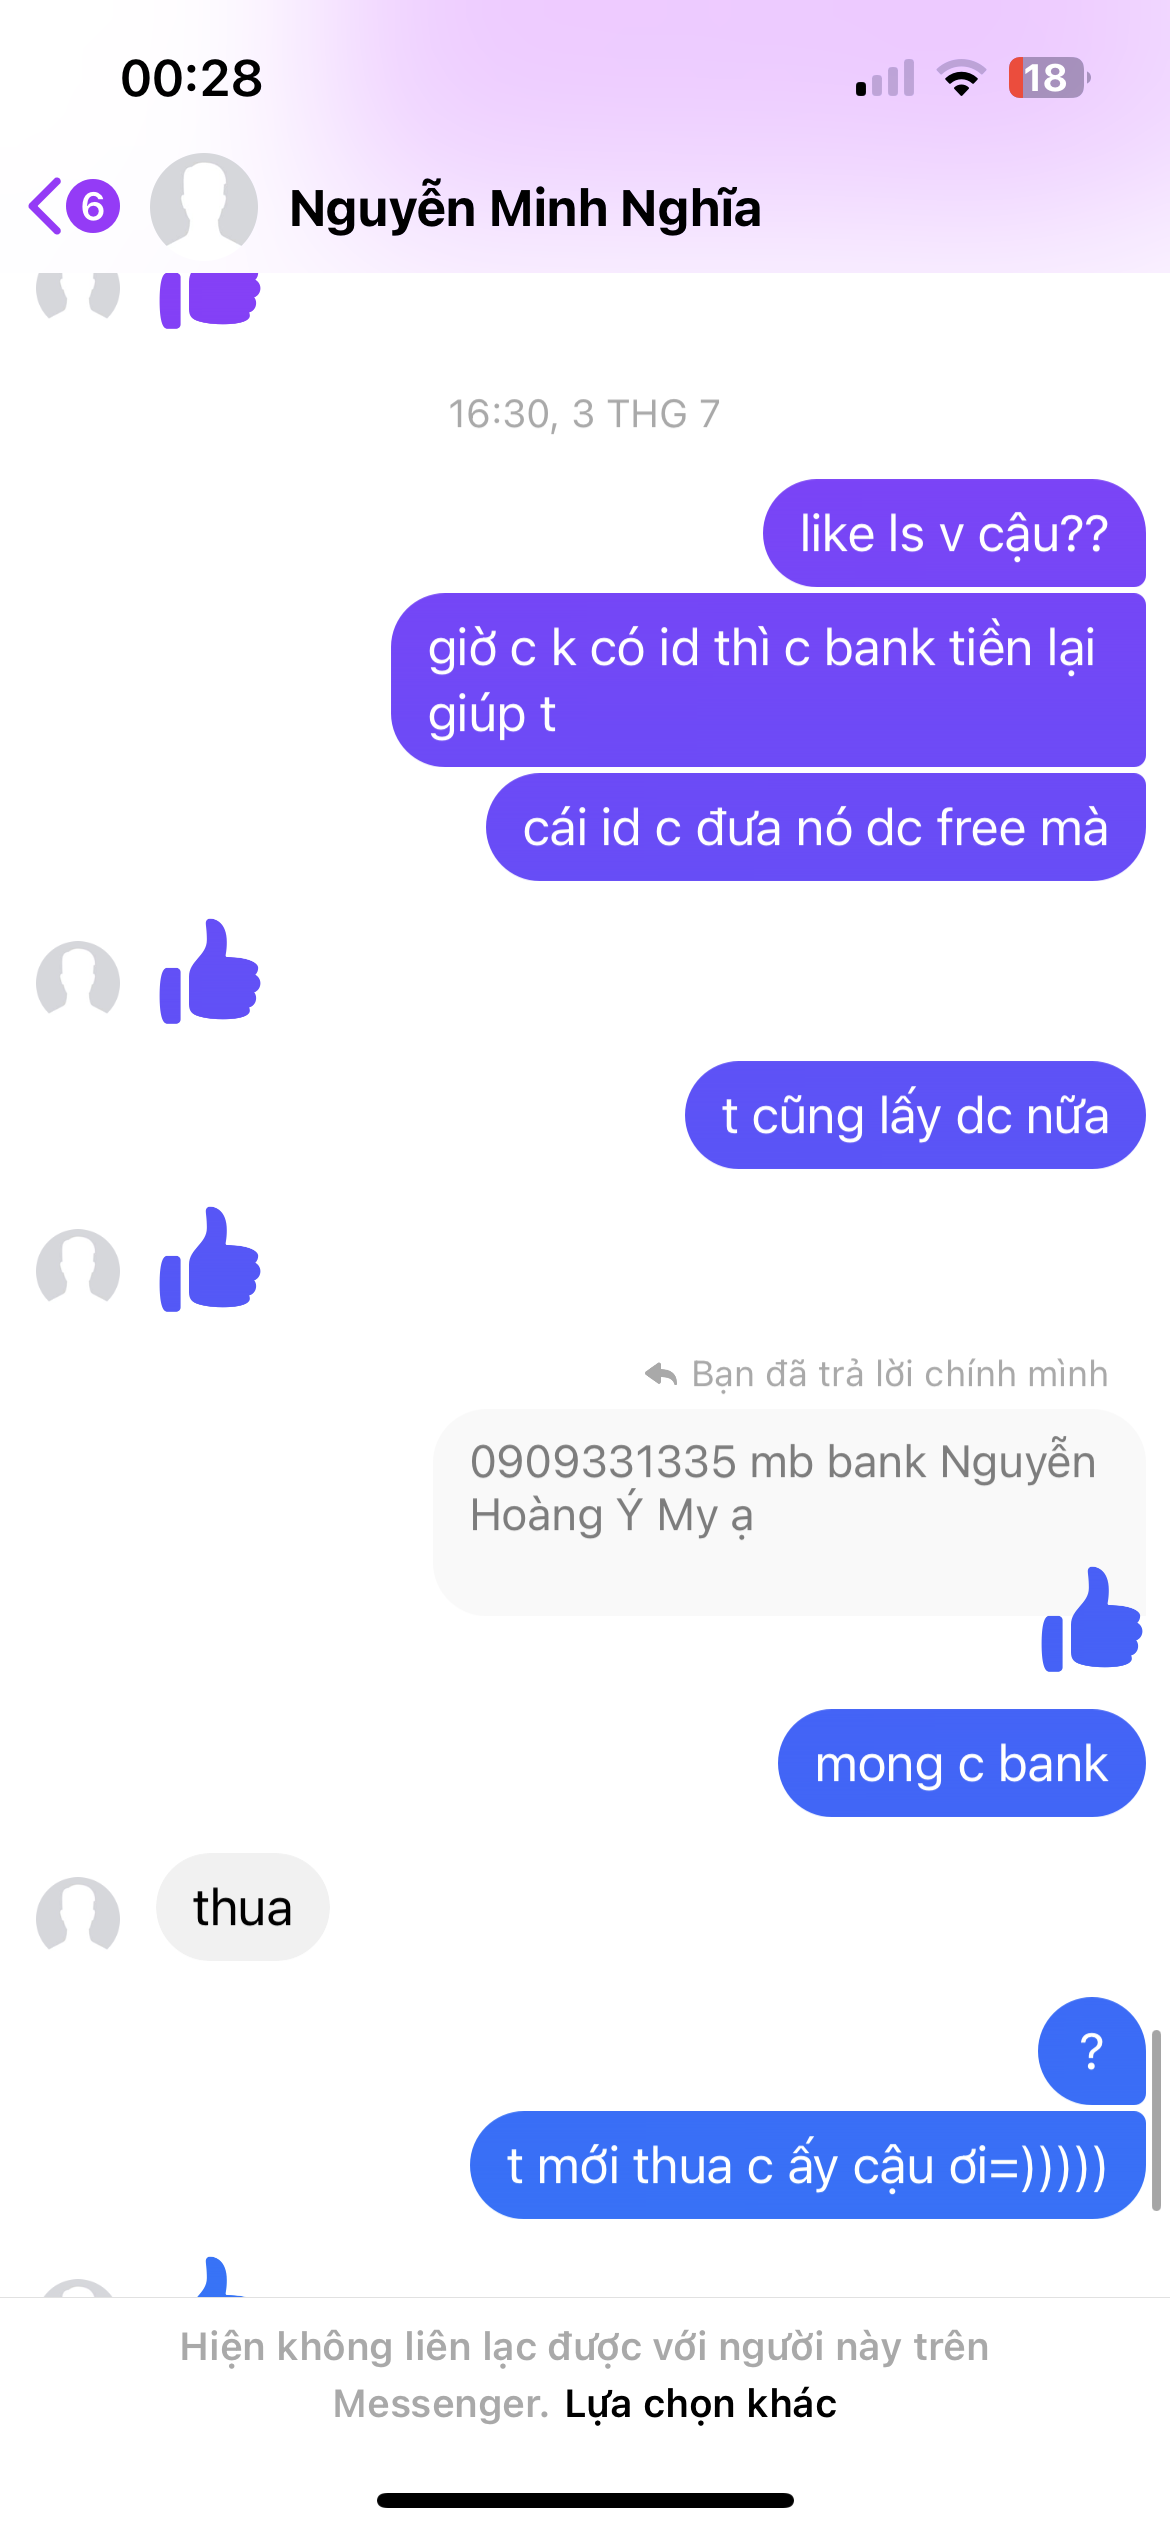 00:28
18
6
Nguyễn Minh Nghĩa
16:30, 3 THG 7
like ls v cậu??
giờ c k có id thì c bank tiền lại
giúp t
cái id c đưa nó dc free mà
t cũng lấy dc nữa
Bạn đã trả lời chính mình
0909331335 mb bank Nguyễn
Hoàng Ý My ạ
mong c bank
thua
?
t mới thua c ấy cậu ơi=)))))
Hiện không liên lạc được với người này trên
Messenger. Lựa chọn khác